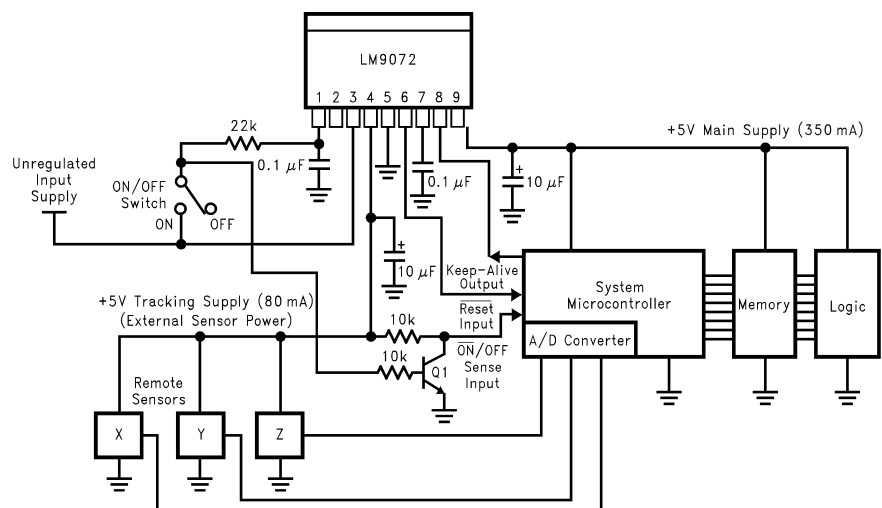 LM9072
1 2 3 4 5 6 7 8 9
22k
0.1 μF
0.1 μF
10 μF
+5V Main Supply (350 mA)
Unregulated
Input
Supply
ON/OFF
Switch
ON
OFF
10 μF
Keep-Alive
Output
Reset
Input
ON/OFF
Sense
Input
System
Microcontroller
A/D Converter
Memory
Logic
+5V Tracking Supply (80 mA)
(External Sensor Power)
10k
10k
Q1
Remote
Sensors
X
Y
Z